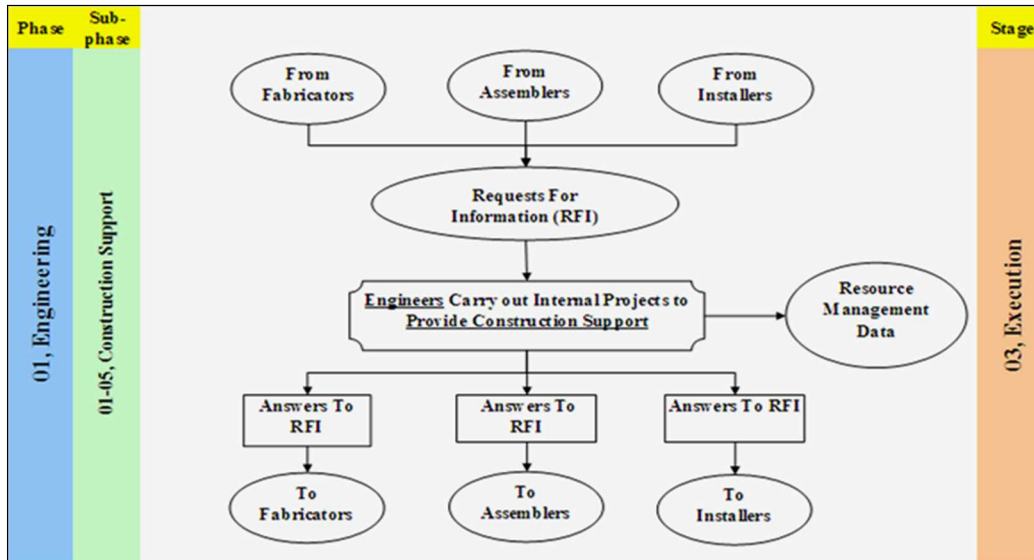 Phase
Sub-
phase
Stage
01, Engineering
01-05, Construction Support
03, Execution
From
Fabricators
From
Assemblers
From
Installers
Requests For
Information (RFI)
Engineers Carry out Internal Projects to
Provide Construction Support
Resource
Management
Data
Answers To
RFI
Answers To
RFI
Answers To RFI
To
Fabricators
To
Assemblers
To
Installers